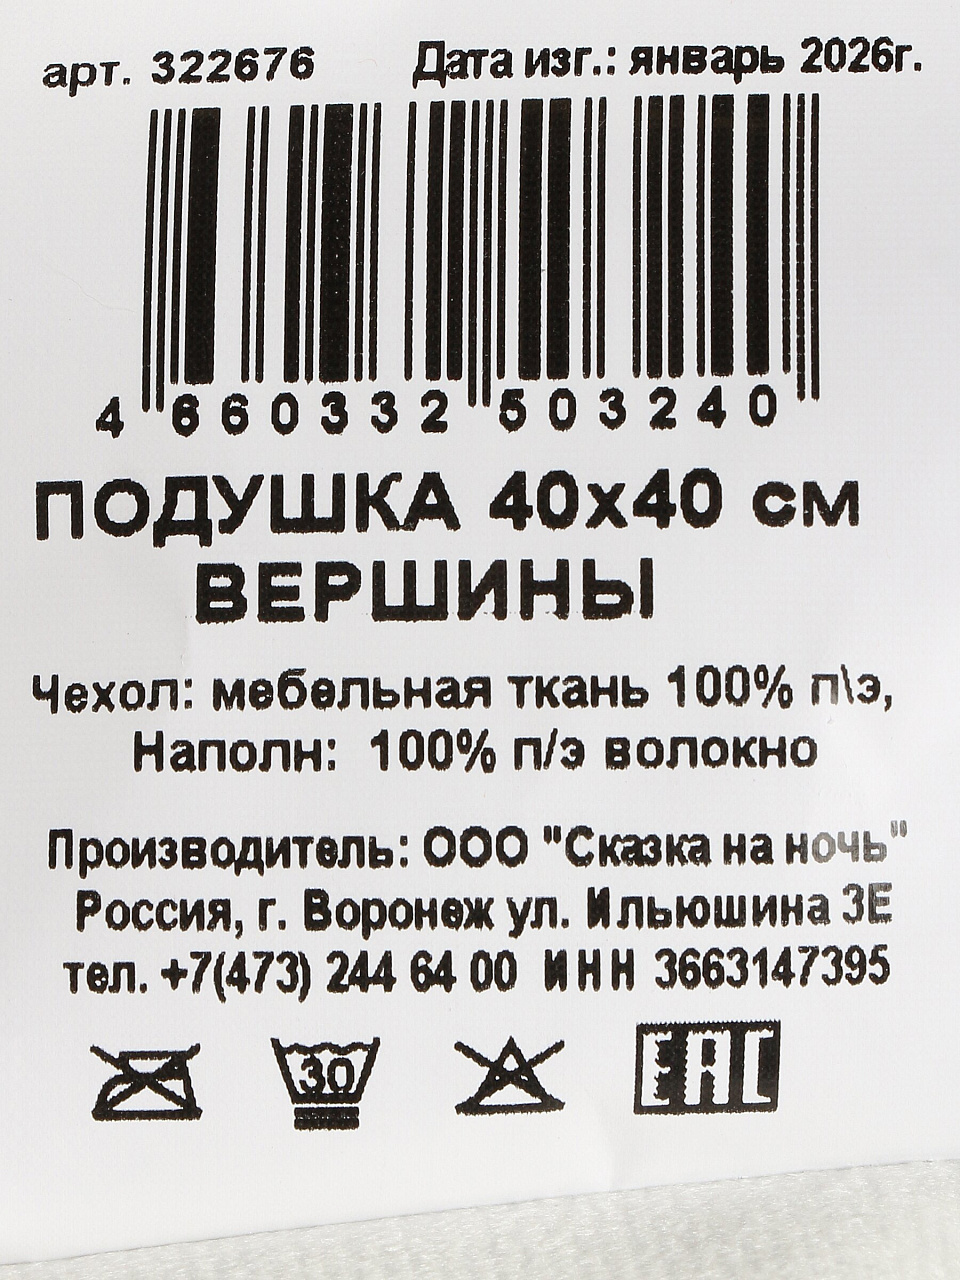 арт. 322676 Дата изг.: январь 2026г.
4 660332 503240
ПОДУШКА 40х40 см
ВЕРШИНЫ
Чехол: мебельная ткань 100% п\э,
Наполн: 100% п/э волокно
Производитель: ООО "Сказка на ночь"
Россия, г. Воронеж ул. Ильюшина 3Е
тел. +7(473) 244 64 00 ИНН 3663147395
30 EAC